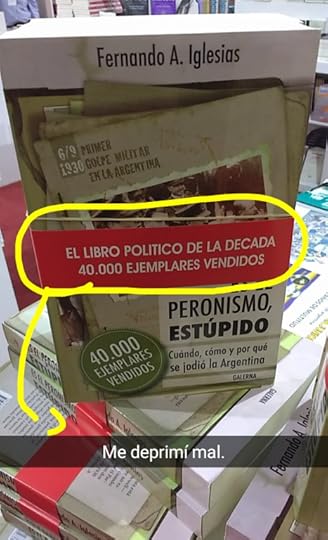 Fernando A. Iglesias
6/9
1930
PRIMER
GOLPE MILITAR
EN LA ARGENTINA
EL LIBRO POLITICO DE LA DECADA
40.000 EJEMPLARES VENDIDOS
PERONISMO,
ESTÚPIDO
Cuándo, cómo y por qué
se jodió la Argentina
GALERNA
40.000
EJEMPLARES
VENDIDOS
Me deprimí mal.
Fernando A. Igl